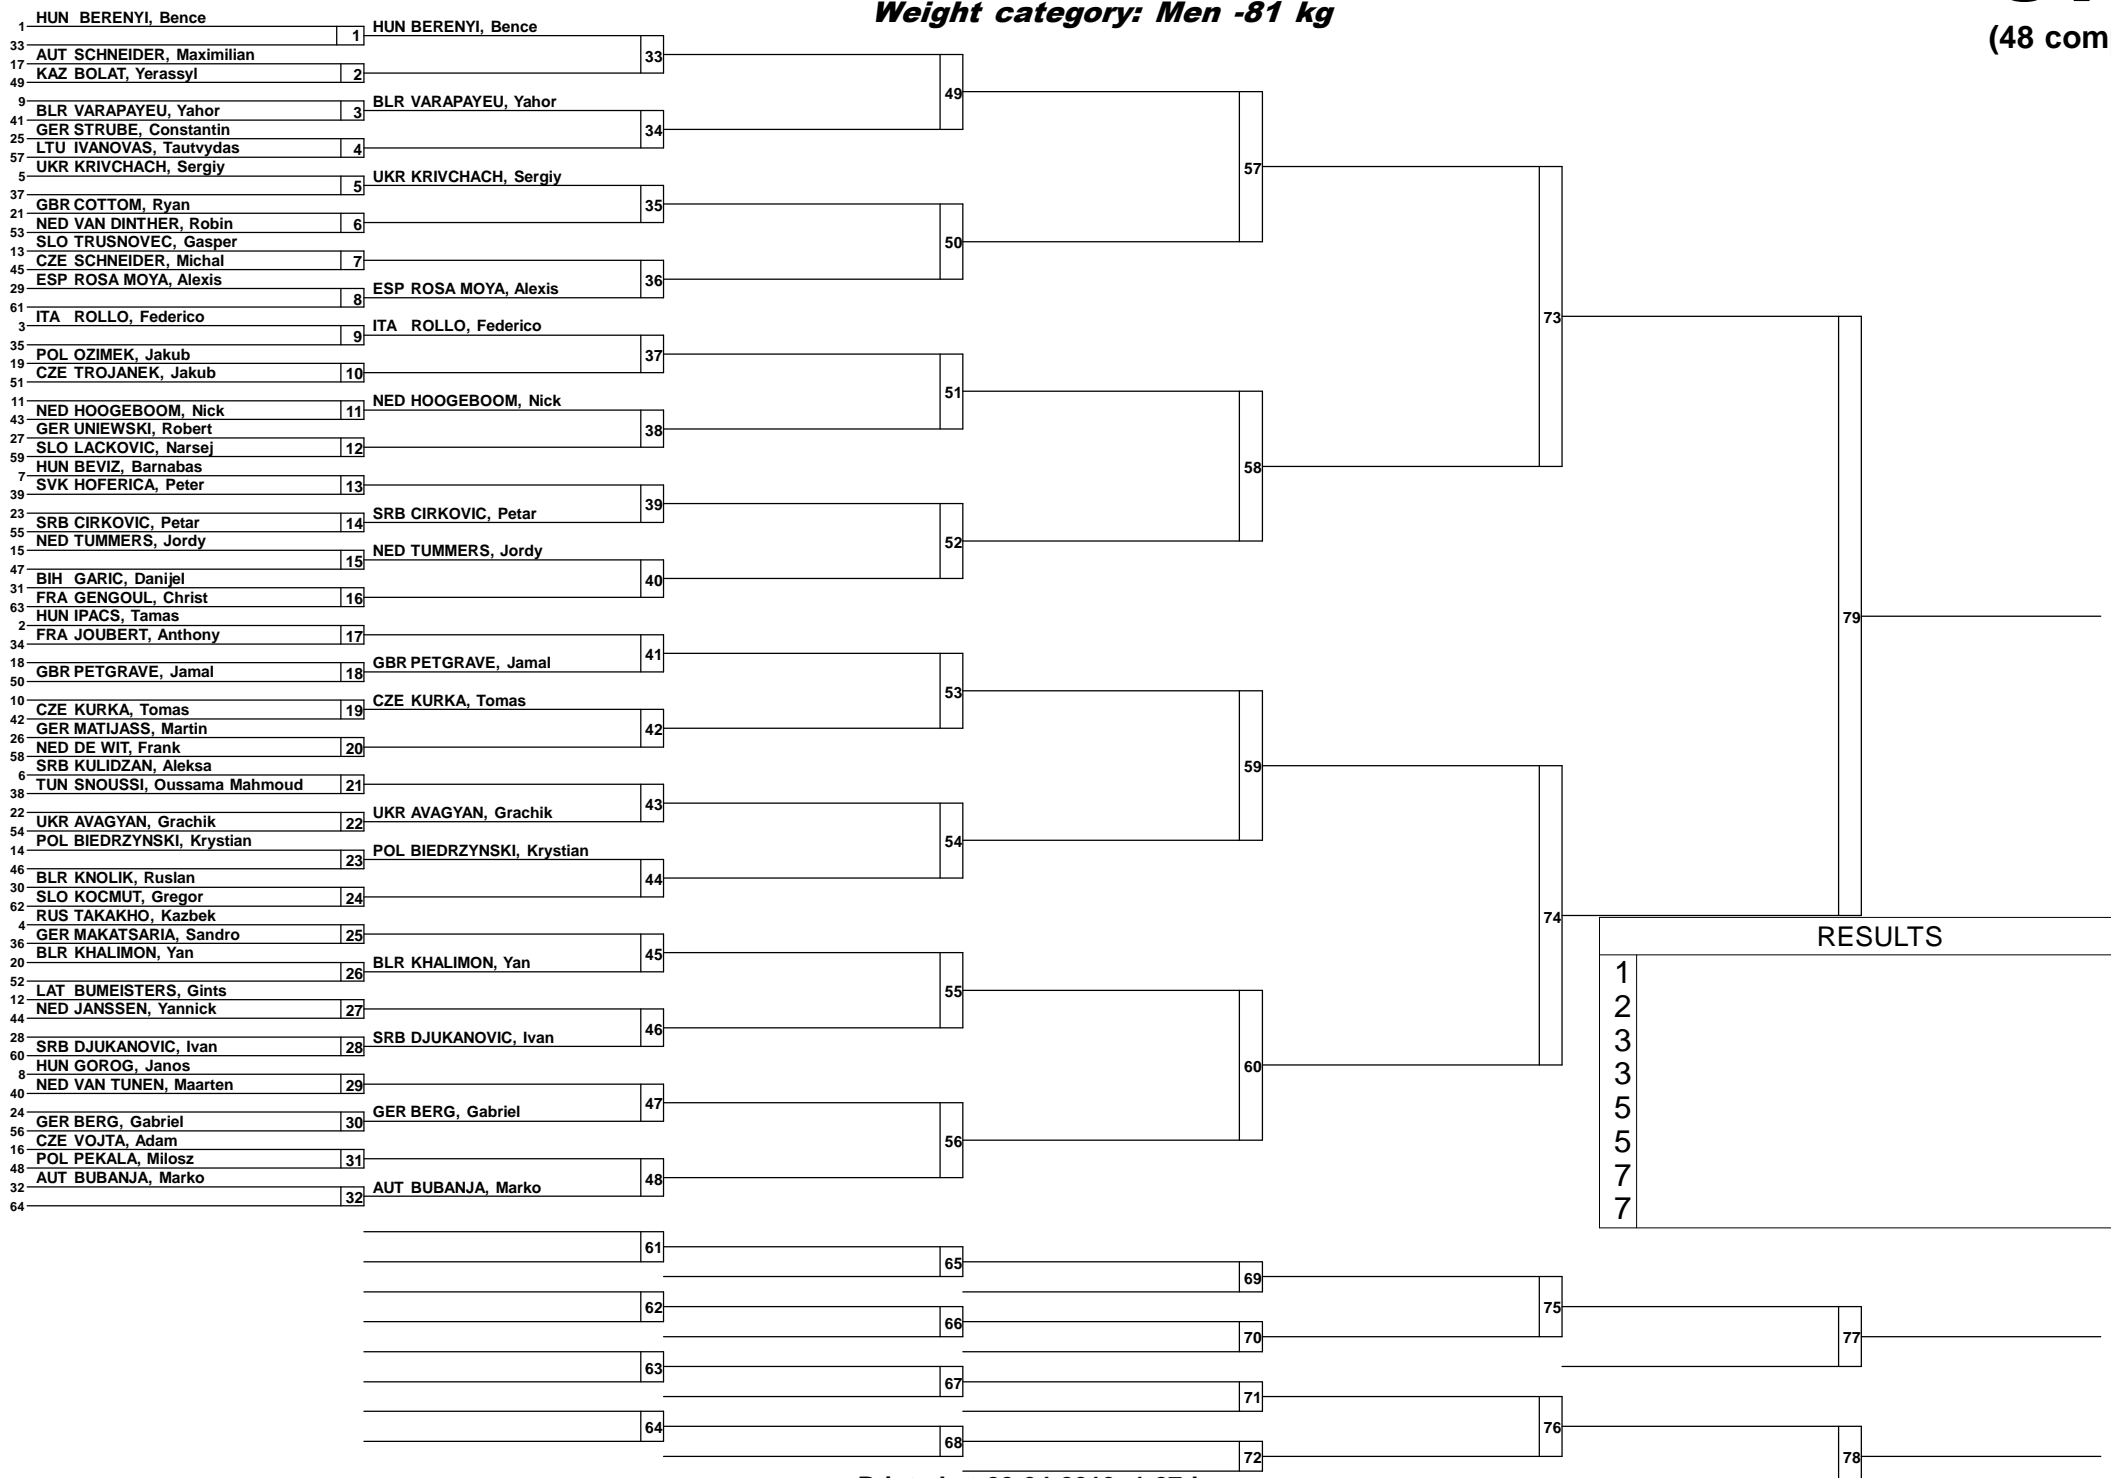 Weight category: Men -81 kg
(48 com
1 HUN BERENYI, Bence
33
1 HUN BERENYI, Bence
17 AUT SCHNEIDER, Maximilian
49 KAZ BOLAT, Yerassyl
2
33
9
41 BLR VARAPAYEU, Yahor
3 BLR VARAPAYEU, Yahor
25 GER STRUBE, Constantin
57 LTU IVANOVAS, Tautvydas
4
34
49
5 UKR KRIVCHACH, Sergiy
37
5 UKR KRIVCHACH, Sergiy
21 GBR COTTOM, Ryan
53 NED VAN DINTHER, Robin
6
35
13 SLO TRUSNOVEC, Gasper
45 CZE SCHNEIDER, Michal
7
29 ESP ROSA MOYA, Alexis
61
8 ESP ROSA MOYA, Alexis
36
50
57
3 ITA ROLLO, Federico
35
9 ITA ROLLO, Federico
19 POL OZIMEK, Jakub
51 CZE TROJANEK, Jakub
10
37
11
43 NED HOOGEBOOM, Nick
11 NED HOOGEBOOM, Nick
27 GER UNIEWSKI, Robert
59 SLO LACKOVIC, Narsej
12
38
51
7 HUN BEVIZ, Barnabas
39 SVK HOFERICA, Peter
13
23
55 SRB CIRKOVIC, Petar
14 SRB CIRKOVIC, Petar
39
15 NED TUMMERS, Jordy
47
15 NED TUMMERS, Jordy
31 BIH GARIC, Danijel
63 FRA GENGOUL, Christ
16
40
52
58
73
2 HUN IPACS, Tamas
34 FRA JOUBERT, Anthony
17
18
50 GBR PETGRAVE, Jamal
18 GBR PETGRAVE, Jamal
41
10
42 CZE KURKA, Tomas
19 CZE KURKA, Tomas
26 GER MATIJASS, Martin
58 NED DE WIT, Frank
20
42
53
6 SRB KULIDZAN, Aleksa
38 TUN SNOUSSI, Oussama Mahmoud
21
22
54 UKR AVAGYAN, Grachik
22 UKR AVAGYAN, Grachik
43
14 POL BIEDRZYNSKI, Krystian
46
23 POL BIEDRZYNSKI, Krystian
30 BLR KNOLIK, Ruslan
62 SLO KOCMUT, Gregor
24
44
54
59
4 RUS TAKAKHO, Kazbek
36 GER MAKATSARIA, Sandro
25
20 BLR KHALIMON, Yan
52
26 BLR KHALIMON, Yan
45
12 LAT BUMEISTERS, Gints
44 NED JANSSEN, Yannick
27
28
60 SRB DJUKANOVIC, Ivan
28 SRB DJUKANOVIC, Ivan
46
55
8 HUN GOROG, Janos
40 NED VAN TUNEN, Maarten
29
24
56 GER BERG, Gabriel
30 GER BERG, Gabriel
47
16 CZE VOJTA, Adam
48 POL PEKALA, Milosz
31
32 AUT BUBANJA, Marko
64
32 AUT BUBANJA, Marko
48
56
60
74
79
RESULTS
1
2
3
3
5
5
7
7
61
65
69
62
66
70
75
77
63
67
71
64
68
72
76
78